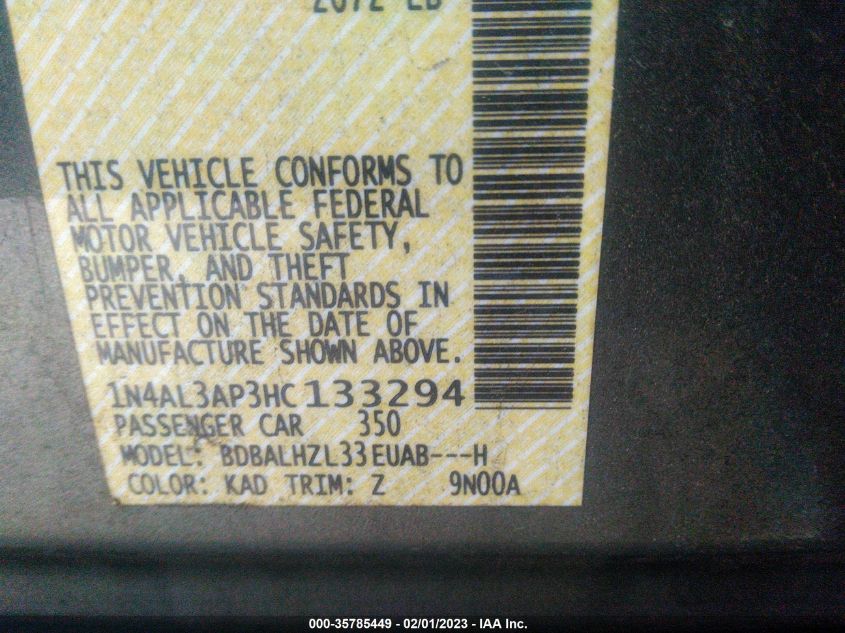 2672 LB
THIS VEHICLE CONFORMS TO
ALL APPLICABLE FEDERAL
MOTOR VEHICLE SAFETY,
BUMPER, AND THEFT
PREVENTION STANDARDS IN
EFFECT ON THE DATE OF
MANUFACTURE SHOWN ABOVE.
1N4AL3AP3HC133294
PASSENGER CAR 350
MODEL: BDBALHZL33EUAB---H
COLOR: KAD TRIM: Z 9N00A
000-35785449 - 02/01/2023 - IAA Inc.